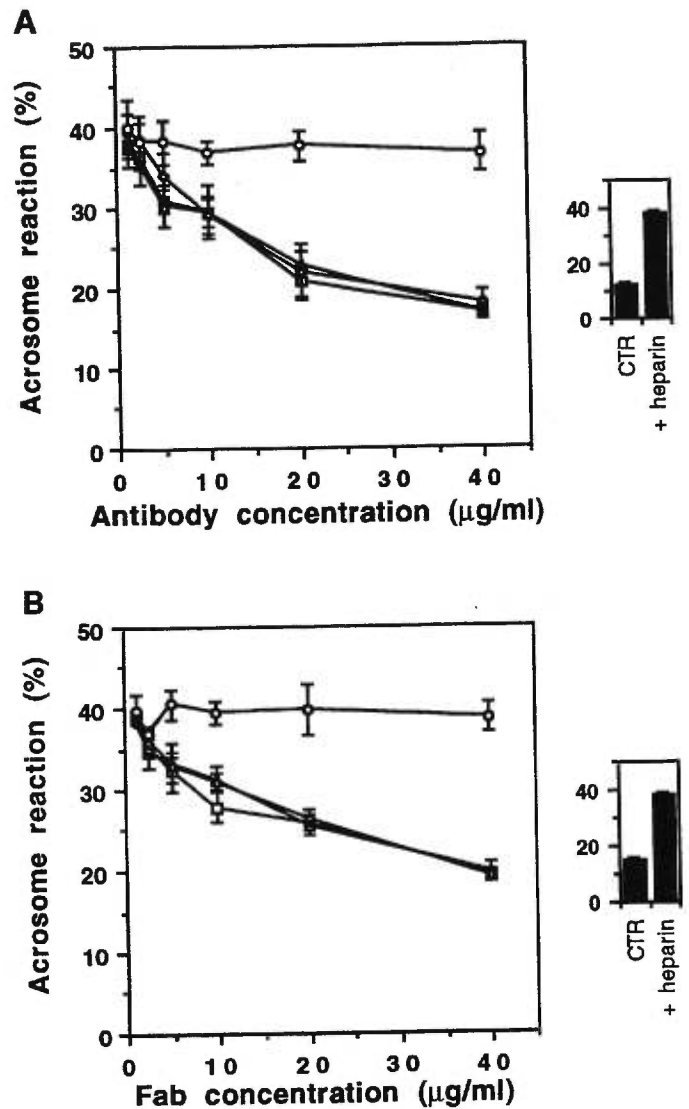 A
Acrosome reaction (%)
50
40
30
20
10
0
0 10 20 30 40
Antibody concentration (μg/ml)
40
20
0
CTR
+ heparin
B
Acrosome reaction (%)
50
40
30
20
10
0
0 10 20 30 40
Fab concentration (μg/ml)
40
20
0
CTR
+ heparin